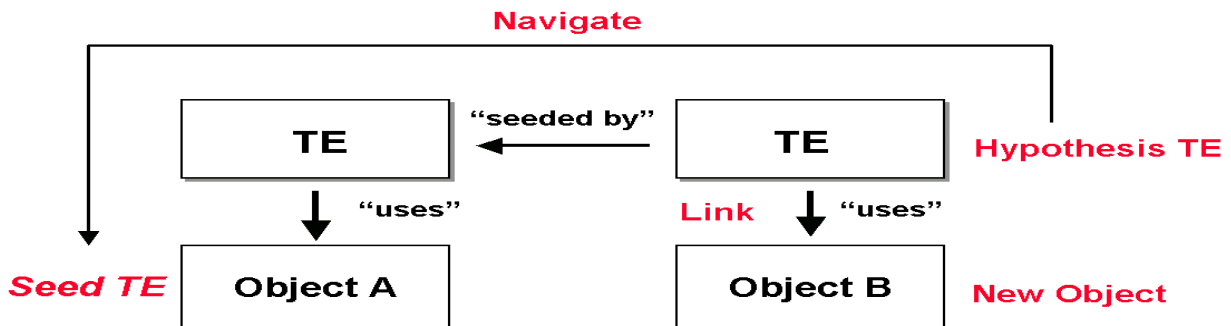 Navigate
“seeded by”
TE
TE
Hypothesis TE
“uses”
Link
“uses”
Seed TE
Object A
Object B
New Object